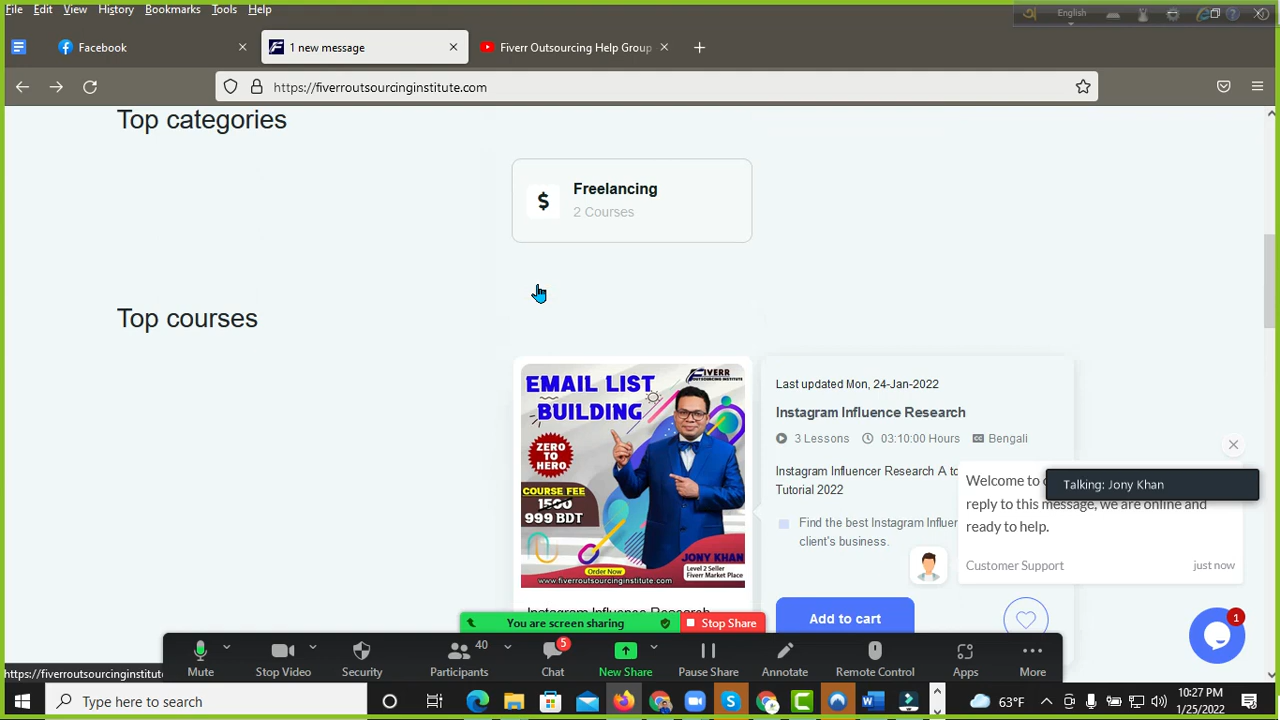 File Edit View History Bookmarks Tools Help
English
Facebook
1 new message
Fiverr Outsourcing Help Group
https://fiverroutsourcinginstitute.com
Top categories
$
Freelancing
2 Courses
Top courses
EMAIL LIST
BUILDING
FIVERR
OUTSOURCING INSTITUTE
ZERO
TO
HERO
COURSE FEE
1500
999 BDT
JONY KHAN
Level 2 Seller
Fiverr Market Place
Order Now
www.fiverroutsourcinginstitute.com
Instagram Influence Research
Last updated Mon, 24-Jan-2022
Instagram Influence Research
3 Lessons 03:10:00 Hours Bengali
Instagram Influencer Research A to
Tutorial 2022
Find the best Instagram Influen
client's business.
Add to cart
Welcome to
reply to this message, we are online and
ready to help.
Customer Support just now
Talking: Jony Khan
1
You are screen sharing
Stop Share
40
5
Mute
Stop Video
Security
Participants
Chat
New Share
Pause Share
Annotate
Remote Control
Apps
More
https://fiverroutsourcinginstitute
Type here to search
63°F
10:27 PM
1/25/2022